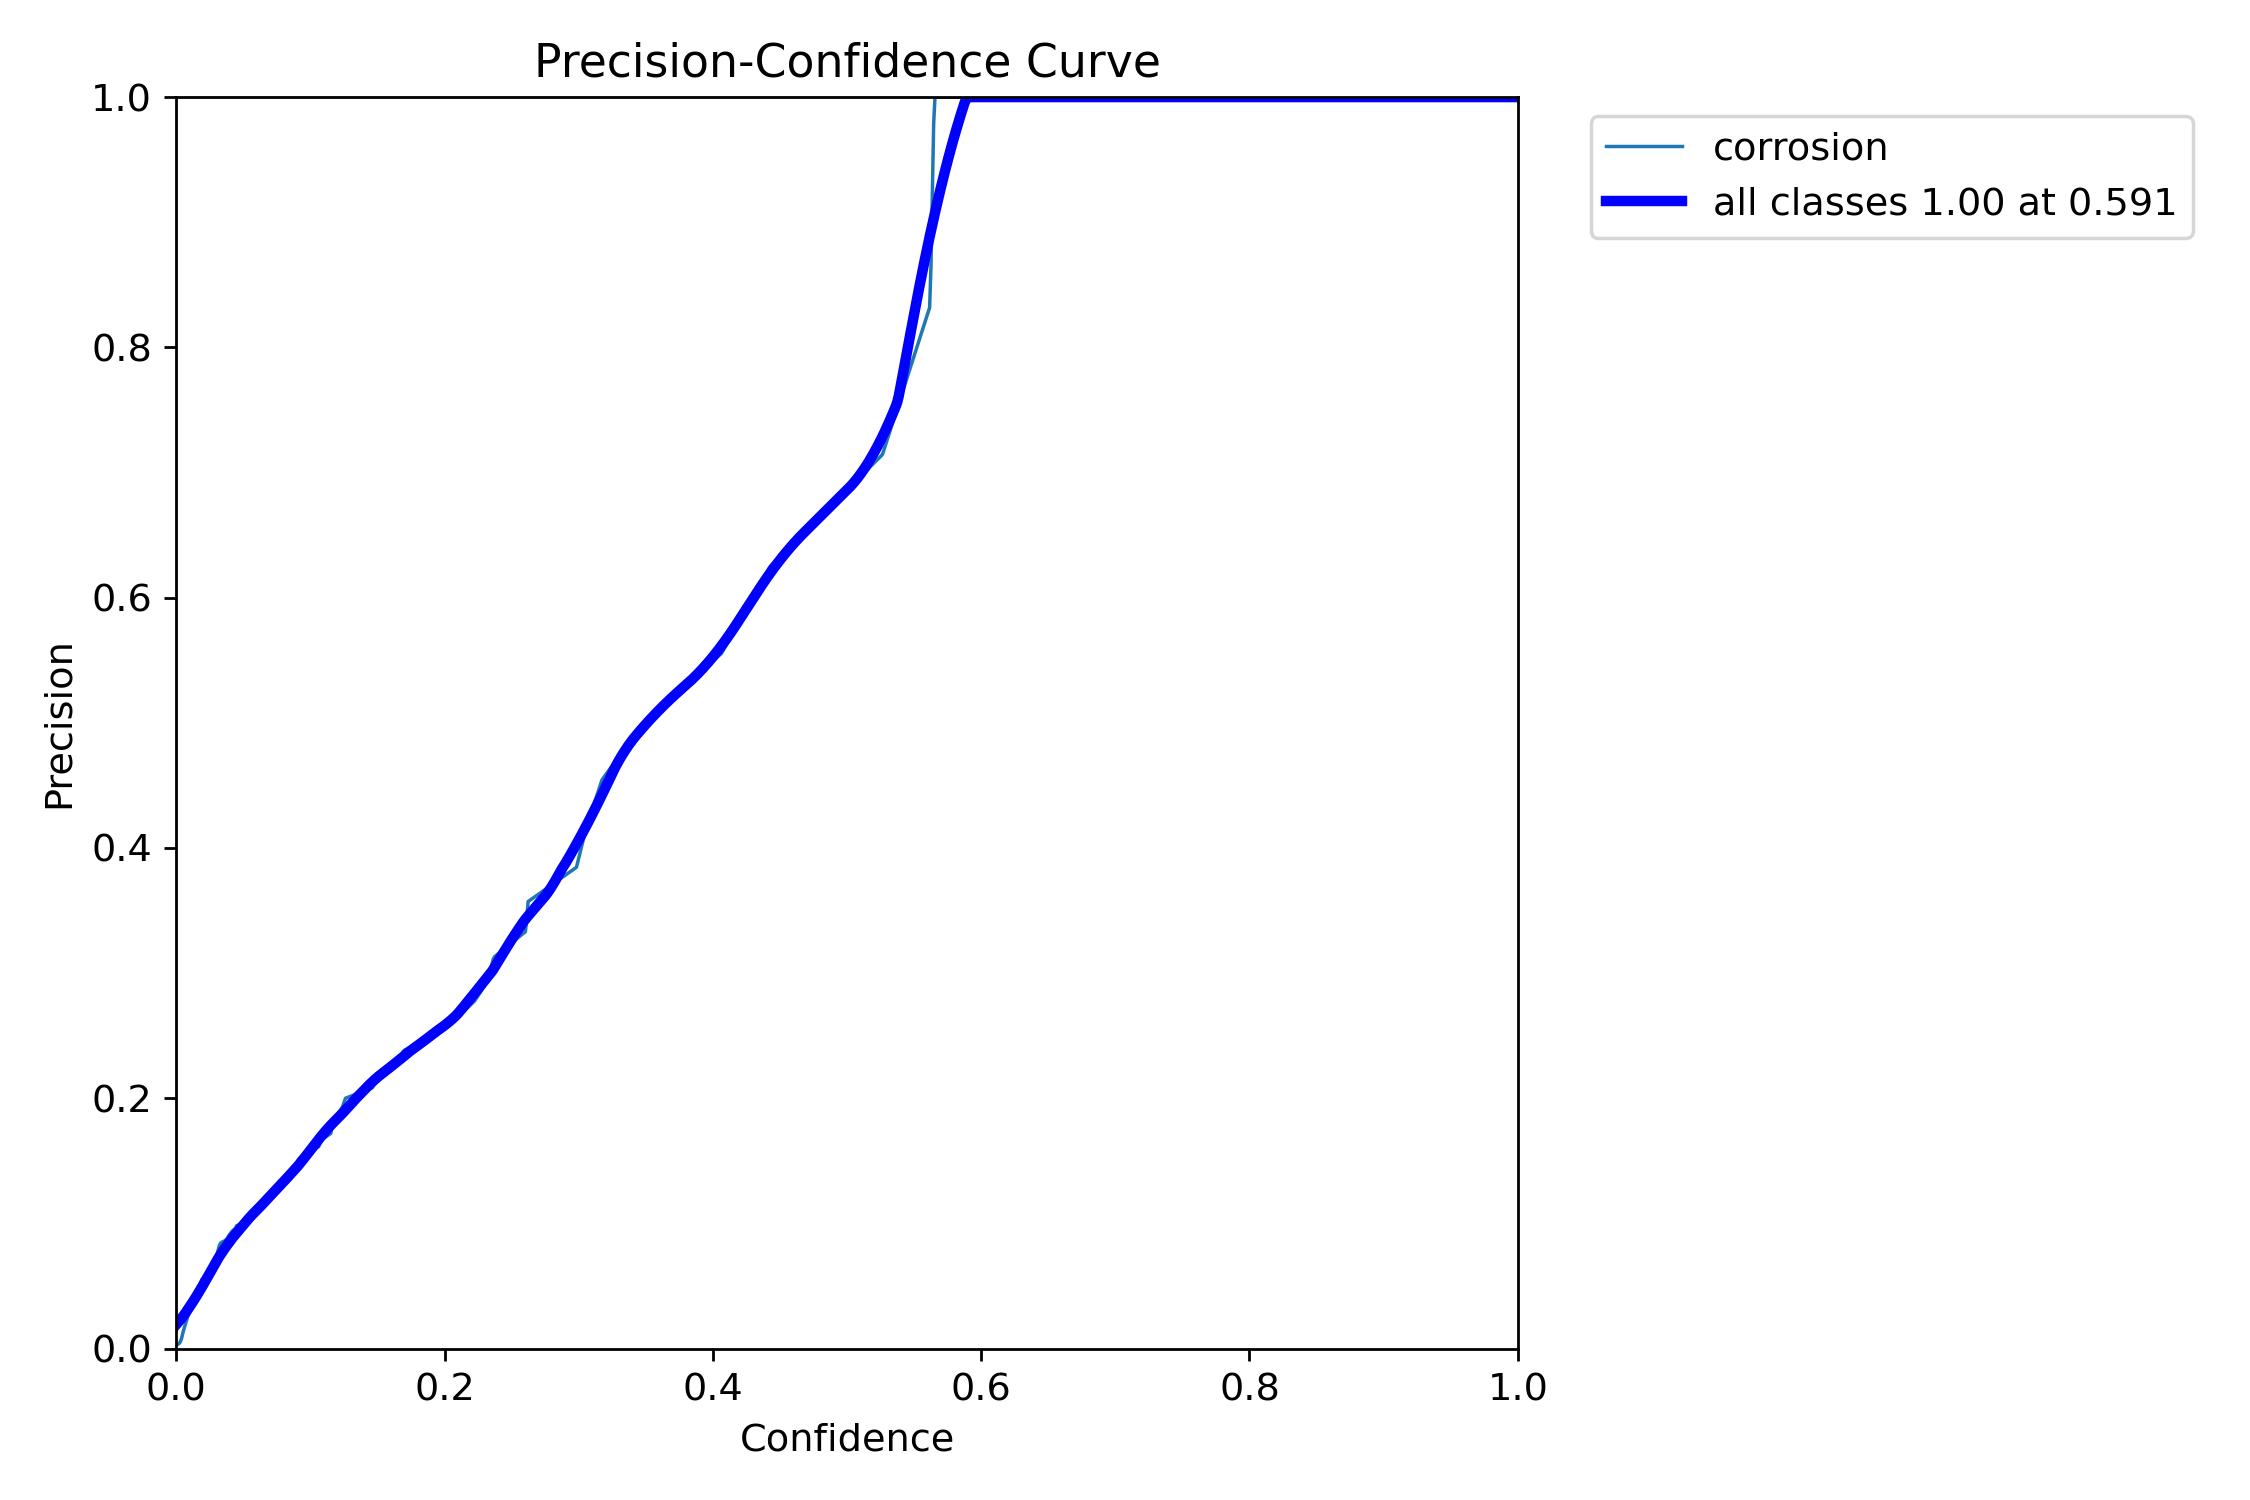 Precision-Confidence Curve
1.0
0.8
0.6
0.4
0.2
0.0
Precision
0.0 0.2 0.4 0.6 0.8 1.0
Confidence
corrosion
all classes 1.00 at 0.591